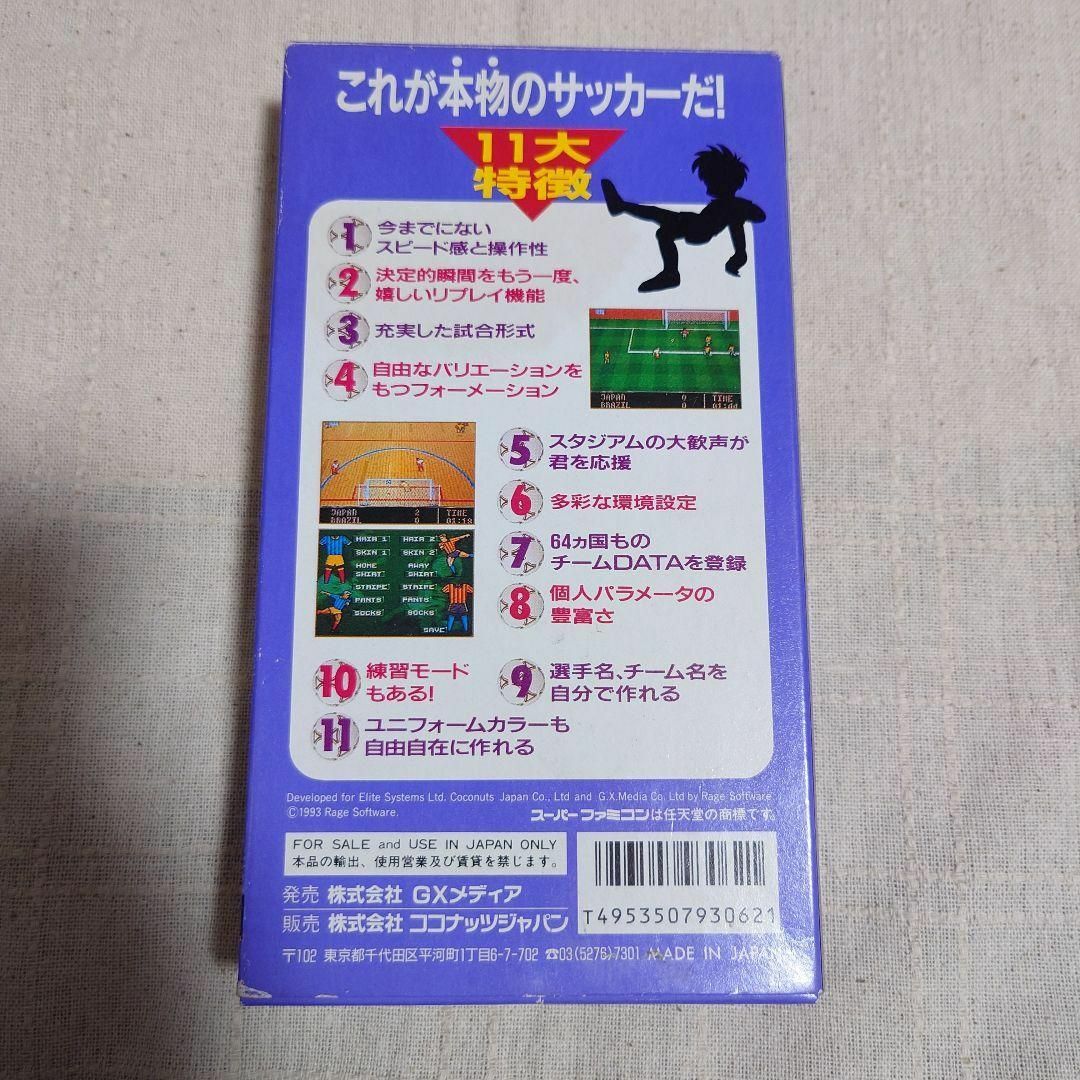 これが本物のサッカーだ!
11大
特徴
1 今までにない
スピード感と操作性
2 決定的瞬間をもう一度、
嬉しいリプレイ機能
3 充実した試合形式
4 自由なバリエーションを
もつフォーメーション
JAPAN 0 TIME
BRAZIL 0
5 スタジアムの大歓声が
君を応援
JAPAN 2 TIME
BRAZIL 0 01:18
6 多彩な環境設定
7 64ヵ国もの
チームDATAを登録
HAIR 1 HAIR 2
SKIN 1 SKIN 2
HOME SHIRT AWAY SHIRT
STRIPE STRIPE
PANTS PANTS
SOCKS SOCKS
SAVE
8 個人パラメータの
豊富さ
9 選手名、チーム名を
自分で作れる
10 練習モード
もある!
11 ユニフォームカラーも
自由自在に作れる
Developed for Elite Systems Ltd. Coconuts Japan Co., Ltd and G.X.Media Co. Ltd by Rage Software
©1993 Rage Software.
スーパーファミコンは任天堂の商標です。
FOR SALE and USE IN JAPAN ONLY
本品の輸出、使用営業及び賃貸を禁じます。
発売 株式会社 GXメディア
販売 株式会社 ココナッツジャパン
T4953507930621
〒102 東京都千代田区平河町1丁目6-7-702 ☎03(5276)7301 MADE IN JAPAN